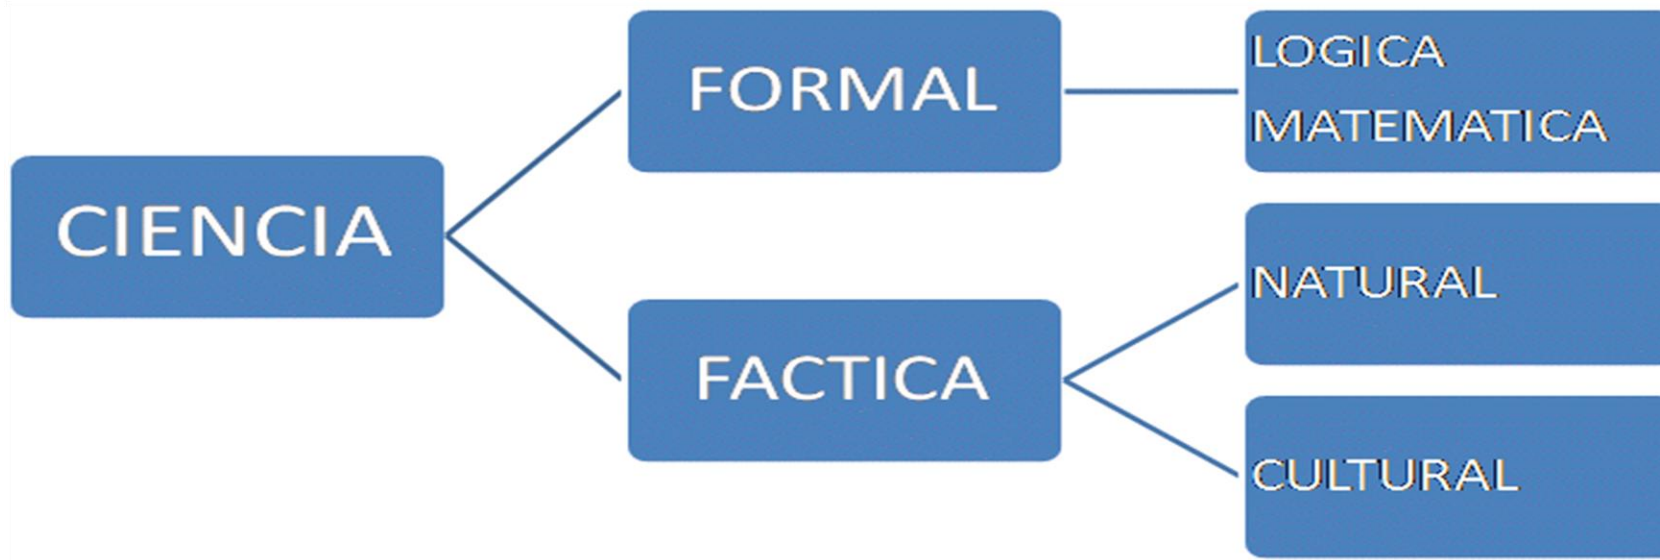 CIENCIA
FORMAL
LOGICA
MATEMATICA
FACTICA
NATURAL
CULTURAL